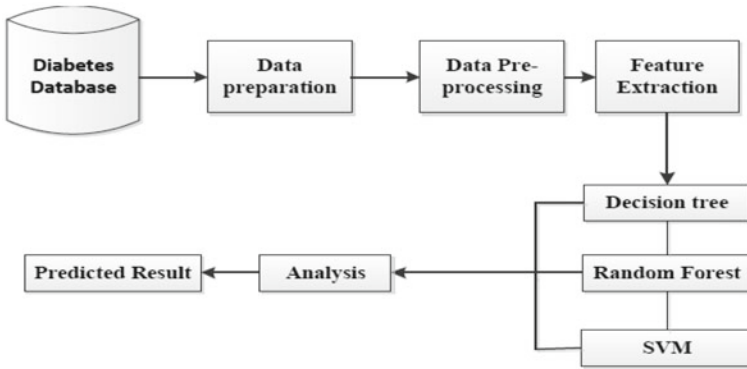 Diabetes
Database
Data
preparation
Data Pre-
processing
Feature
Extraction
Decision tree
Random Forest
SVM
Analysis
Predicted Result